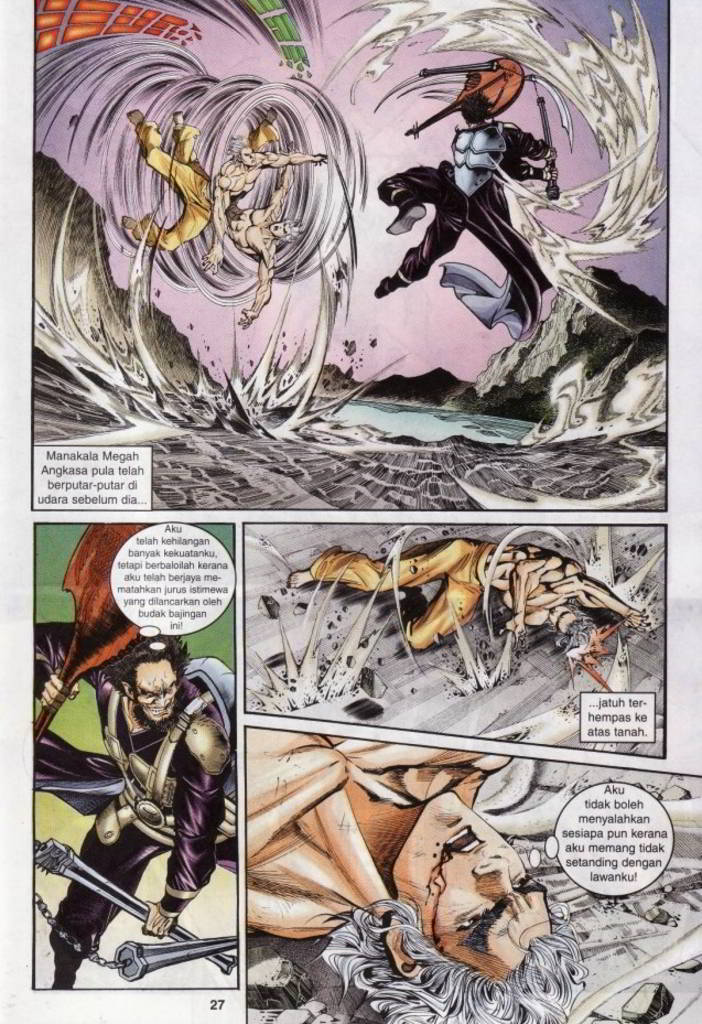 Manakala Megah
Angkasa pula telah
berputar-putar di
udara sebelum dia...
Aku
telah kehilangan
banyak kekuatanku,
tetapi berbaloilah kerana
aku telah berjaya me-
matahkan jurus istimewa
yang dilancarkan oleh
budak bajingan
ini!
...jatuh ter-
hempas ke
atas tanah.
Aku
tidak boleh
menyalahkan
sesiapa pun kerana
aku memang tidak
setanding dengan
lawanku!
27